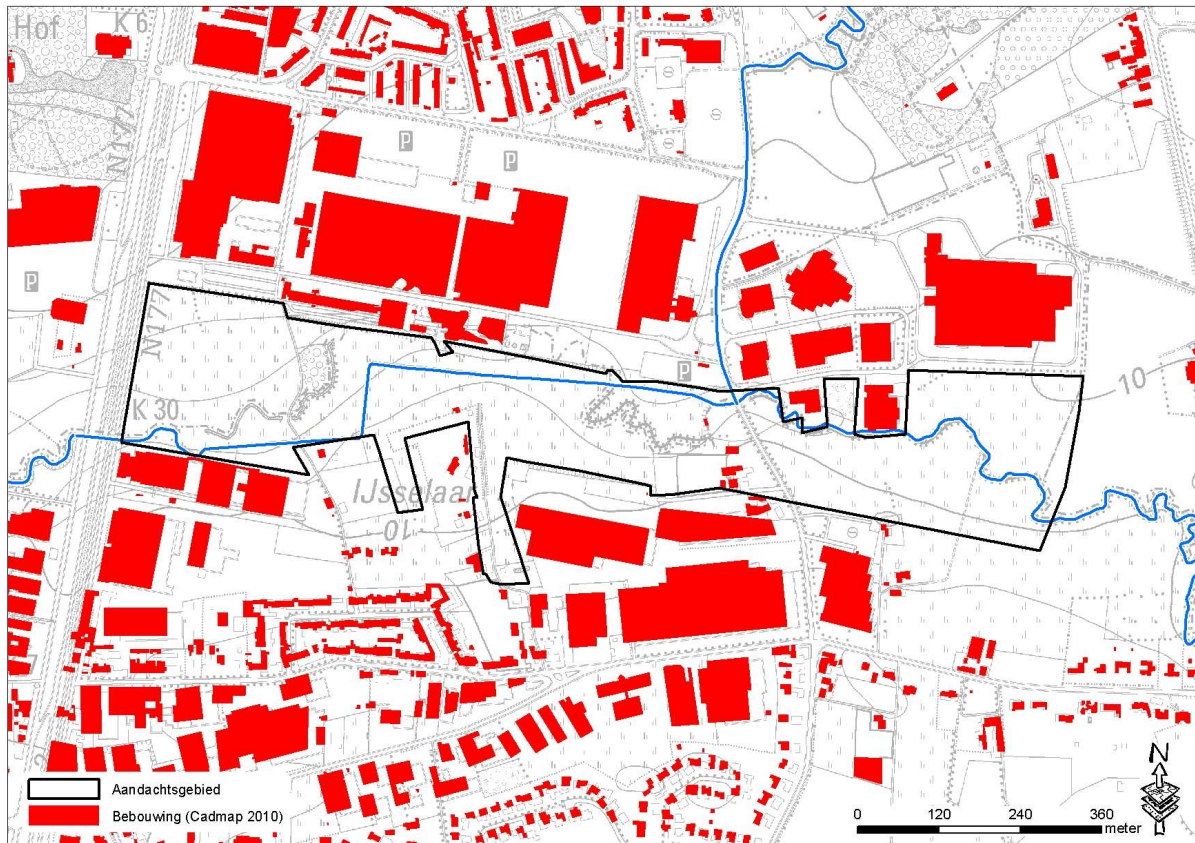 Hof
K 6
N177
P
P
P
P
N177
K 30
10
IJsselaar
10
Aandachtsgebied
Bebouwing (Cadmap 2010)
N
0 120 240 360
meter